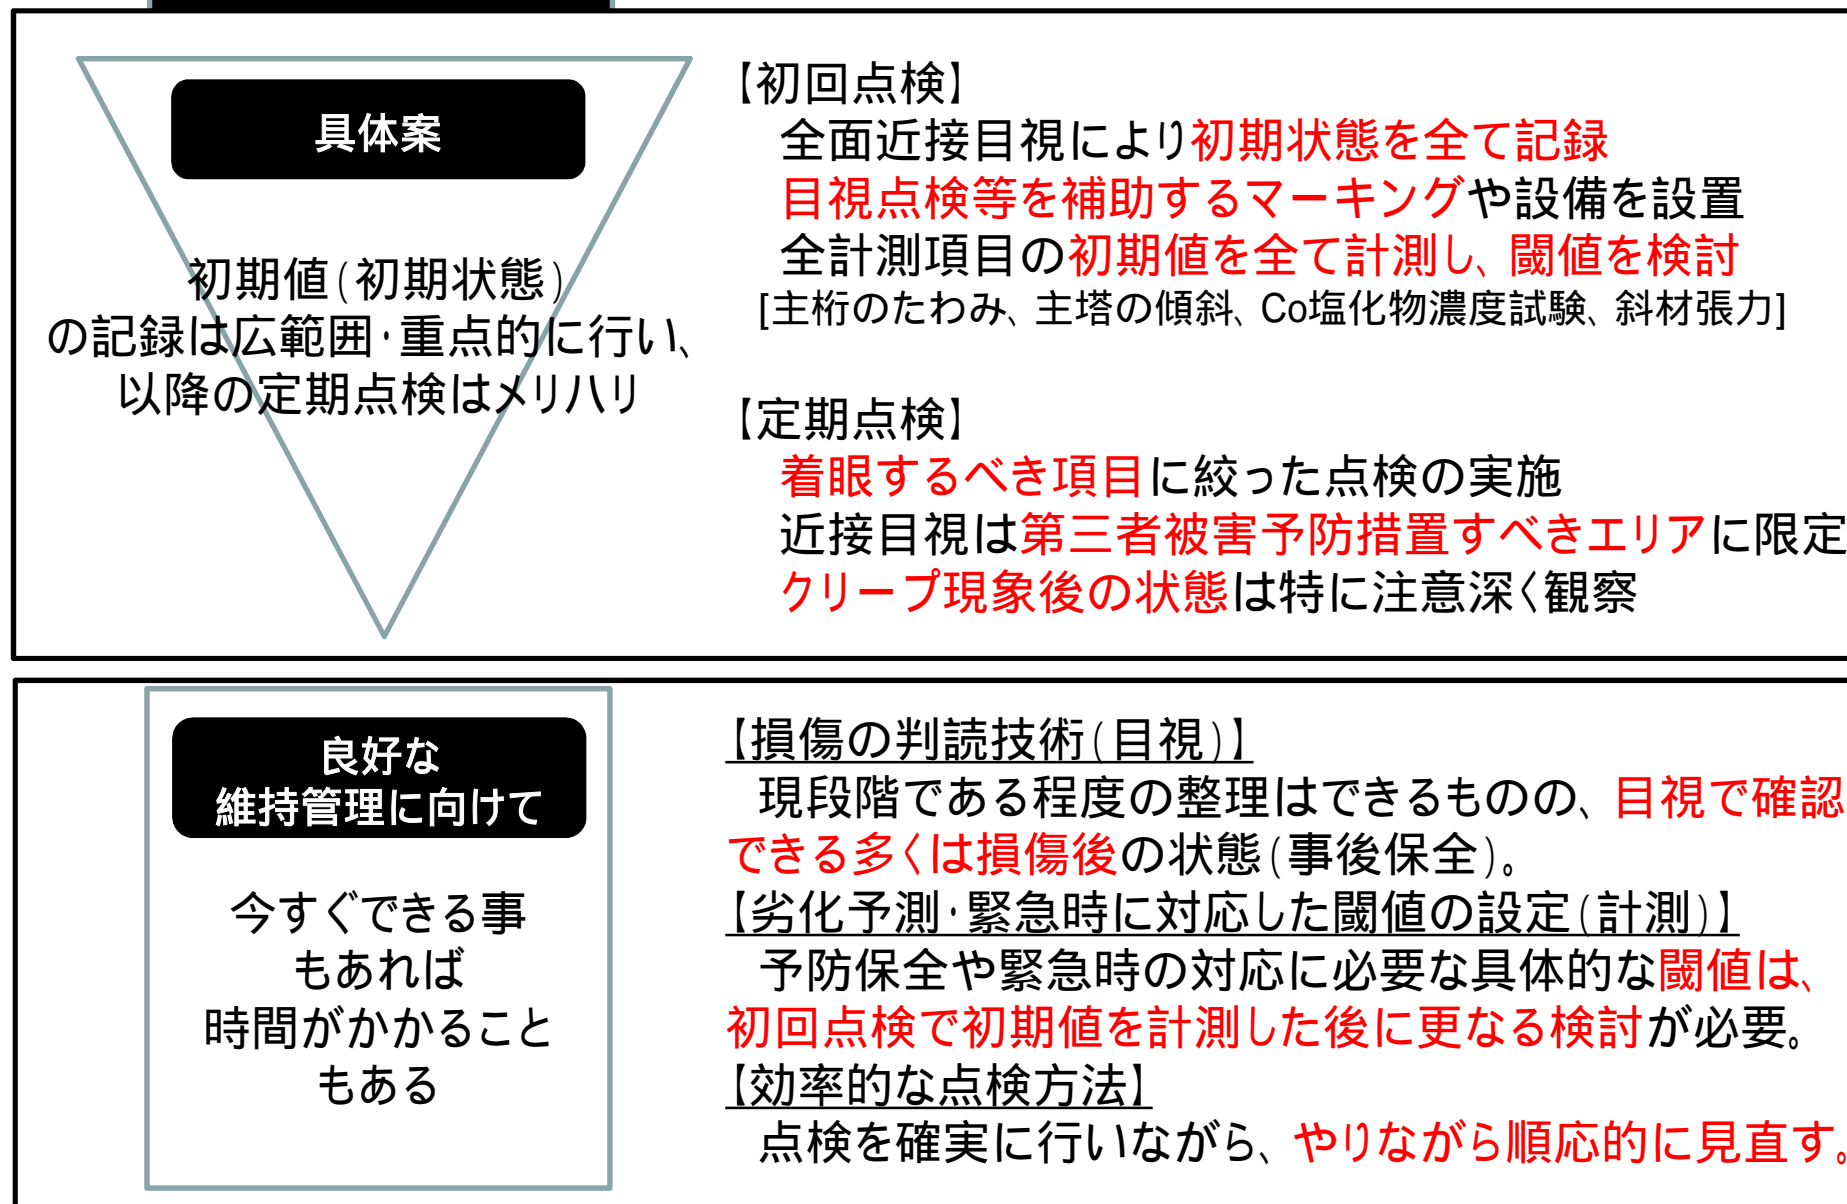 具体案
初期値(初期状態)
の記録は広範囲・重点的に行い、
以降の定期点検はメリハリ
【初回点検】
全面近接目視により初期状態を全て記録
目視点検等を補助するマーキングや設備を設置
全計測項目の初期値を全て計測し、閾値を検討
[主桁のたわみ、主塔の傾斜、Co塩化物濃度試験、斜材張力]
【定期点検】
着眼するべき項目に絞った点検の実施
近接目視は第三者被害予防措置すべきエリアに限定
クリープ現象後の状態は特に注意深く観察
良好な
維持管理に向けて
今すぐできる事
もあれば
時間がかかること
もある
【損傷の判読技術(目視)】
現段階である程度の整理はできるものの、目視で確認
できる多くは損傷後の状態(事後保全)。
【劣化予測・緊急時に対応した閾値の設定(計測)】
予防保全や緊急時の対応に必要な具体的な閾値は、
初回点検で初期値を計測した後に更なる検討が必要。
【効率的な点検方法】
点検を確実に行いながら、やりながら順応的に見直す。